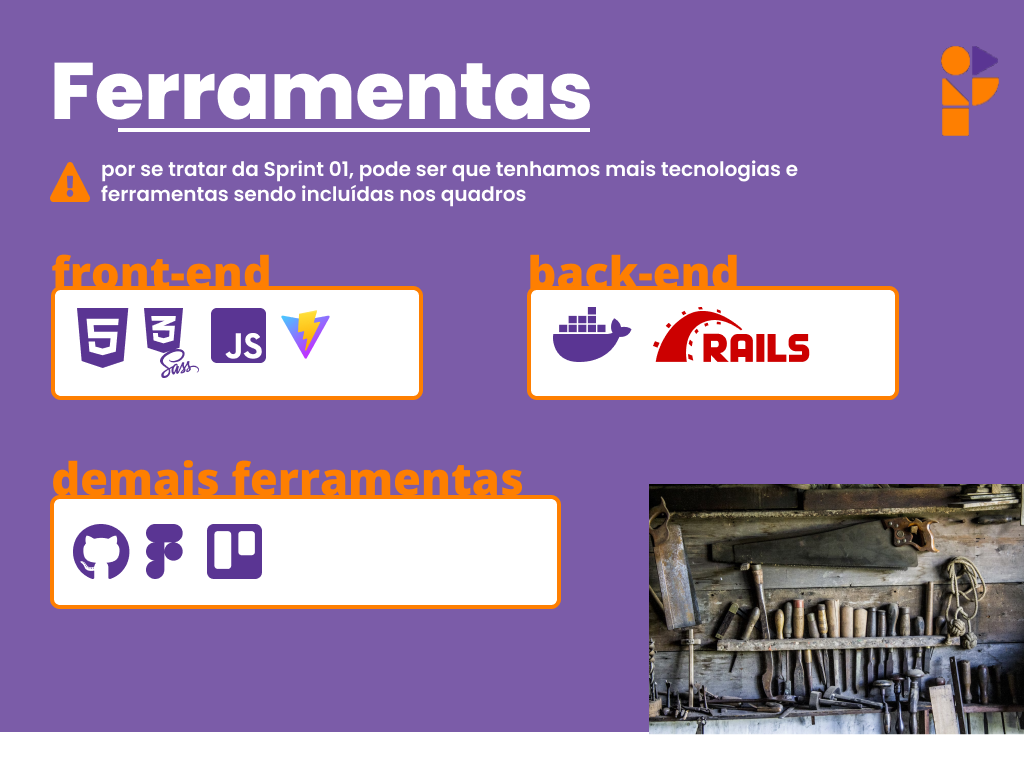 Ferramentas
por se tratar da Sprint 01, pode ser que tenhamos mais tecnologias e
ferramentas sendo incluídas nos quadros
front-end
back-end
5
3
Sass
JS
RAILS
demais ferramentas